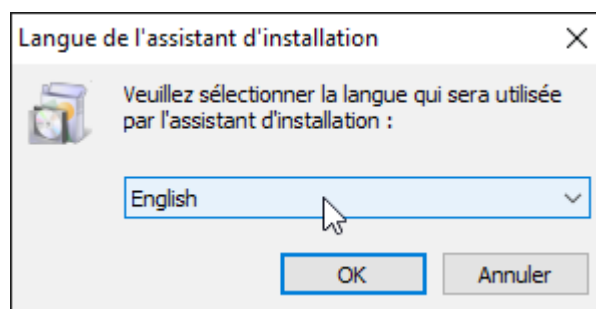 Langue de l'assistant d'installation
Veuillez sélectionner la langue qui sera utilisée
par l'assistant d'installation :
English
OK Annuler